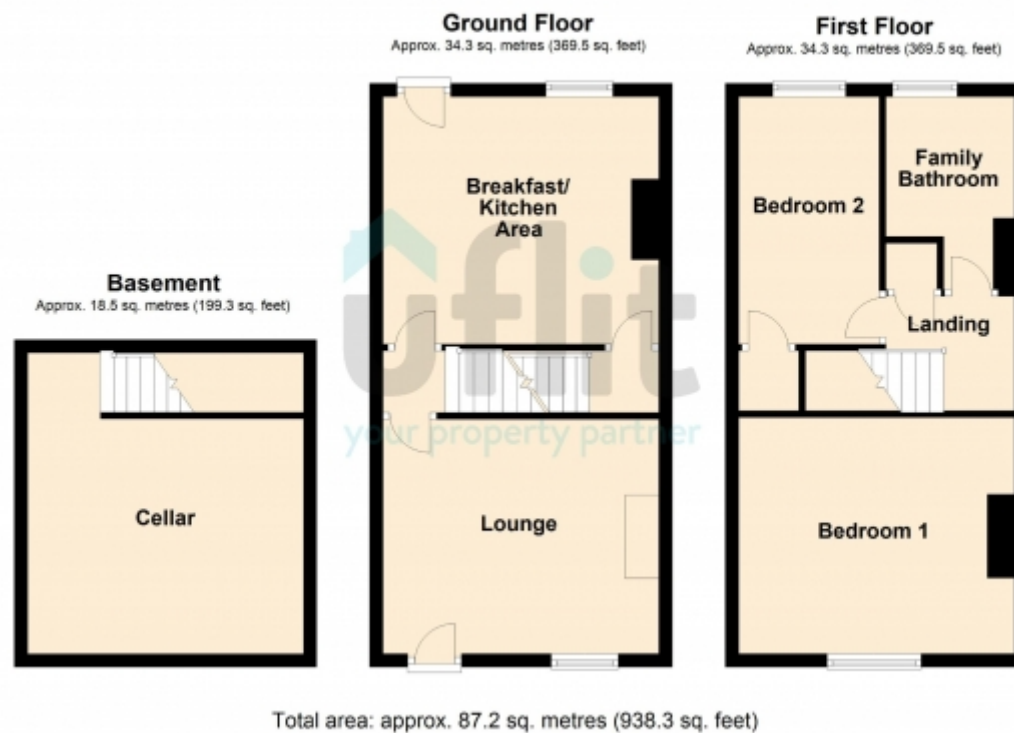 Ground Floor
Approx. 34.3 sq. metres (369.5 sq. feet)
First Floor
Approx. 34.3 sq. metres (369.5 sq. feet)
Breakfast/
Kitchen
Area
Family
Bathroom
Bedroom 2
Basement
Approx. 18.5 sq. metres (199.3 sq. feet)
uflit
your property partner
Landing
Cellar
Lounge
Bedroom 1
Total area: approx. 87.2 sq. metres (938.3 sq. feet)